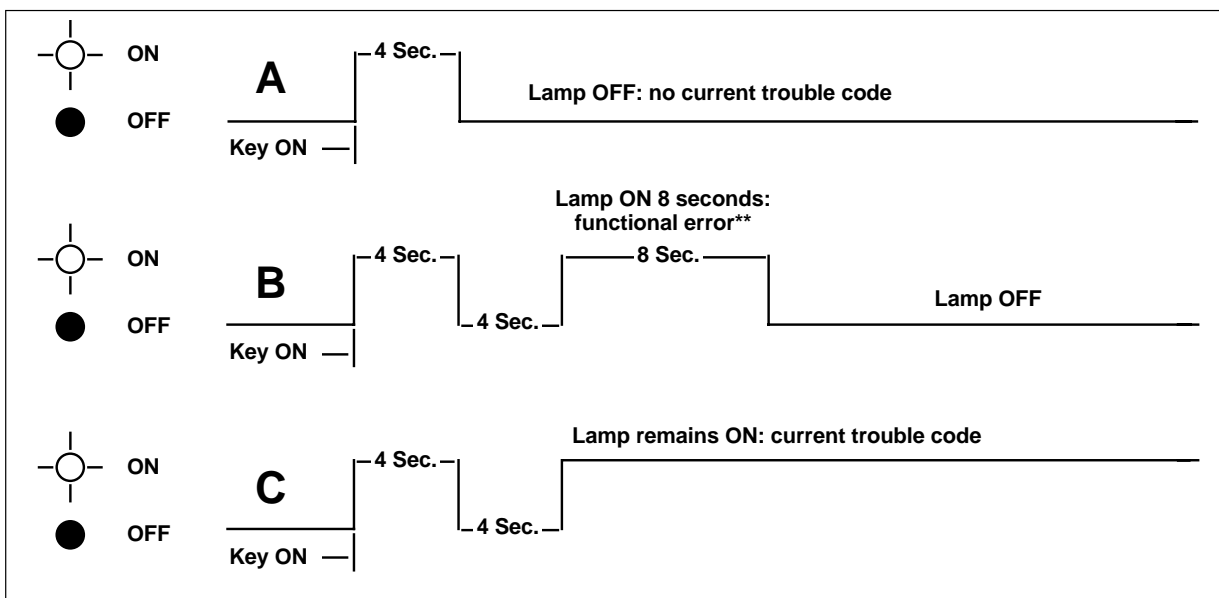 ON
4 Sec.
A
Lamp OFF: no current trouble code
OFF
Key ON
Lamp ON 8 seconds:
functional error**
ON
4 Sec.
8 Sec.
B
Lamp OFF
OFF
4 Sec.
Key ON
Lamp remains ON: current trouble code
ON
4 Sec.
C
OFF
4 Sec.
Key ON